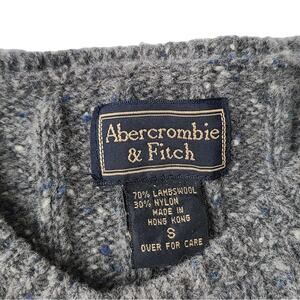 Abercrombie
& Fitch
70% LAMBSWOOL
30% NYLON
MADE IN
HONG KONG
S
OVER FOR CARE